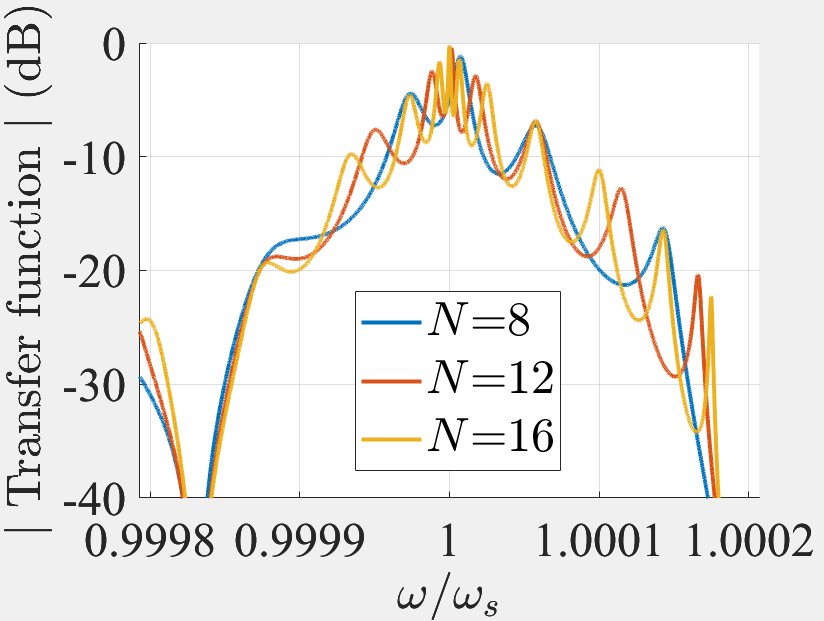 | Transfer function | (dB)
0
-10
-20
-30
-40
N=8
N=12
N=16
0.9998 0.9999 1 1.0001 1.0002
ω/ωₛ